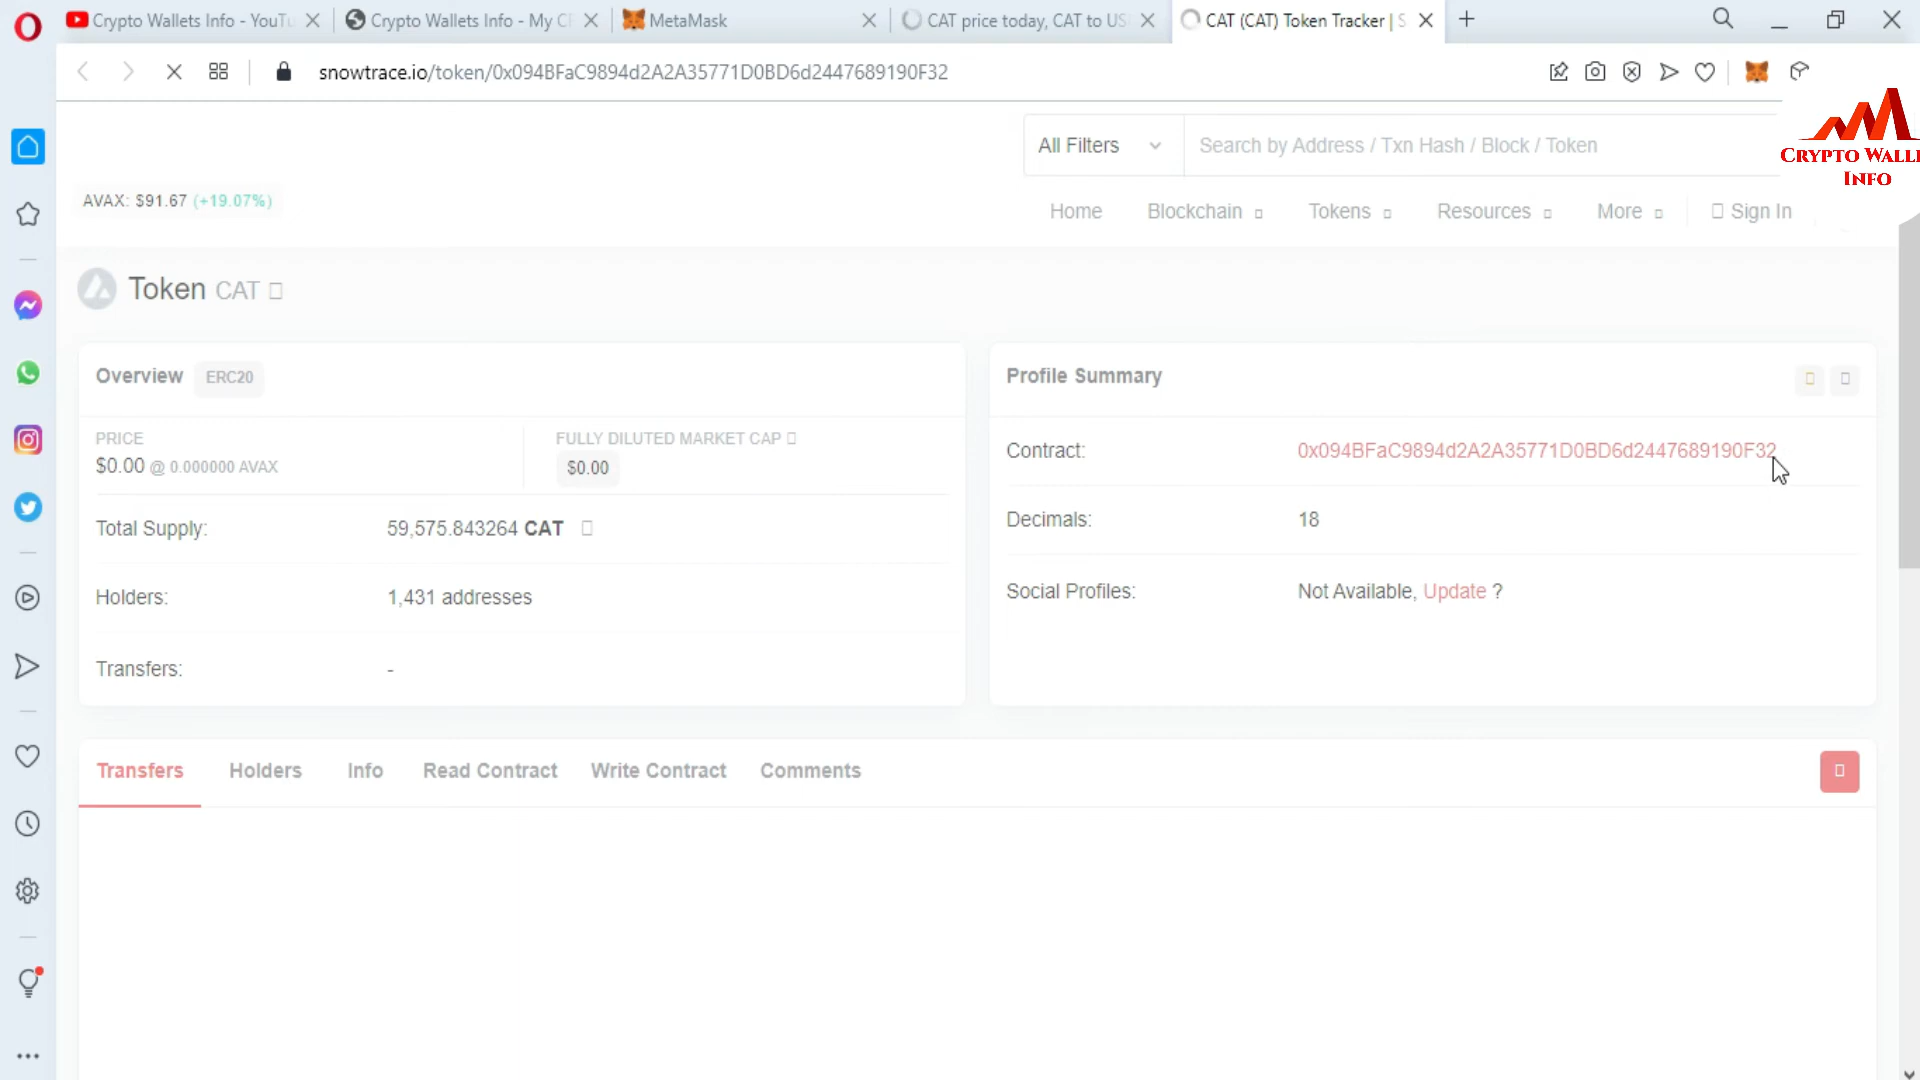 Crypto Wallets Info - YouTu
Crypto Wallets Info - My C
MetaMask
CAT price today, CAT to US
CAT (CAT) Token Tracker | S
snowtrace.io/token/0x094BFaC9894d2A2A35771D0BD6d2447689190F32
CRYPTO WALLE
INFO
All Filters
Search by Address / Txn Hash / Block / Token
AVAX: $91.67 (+19.07%)
Home
Blockchain
Tokens
Resources
More
Sign In
Token CAT
Overview
ERC20
PRICE
$0.00 @ 0.000000 AVAX
FULLY DILUTED MARKET CAP
$0.00
Total Supply:
59,575.843264 CAT
Holders:
1,431 addresses
Transfers:
-
Profile Summary
Contract:
0x094BFaC9894d2A2A35771D0BD6d2447689190F32
Decimals:
18
Social Profiles:
Not Available, Update ?
Transfers
Holders
Info
Read Contract
Write Contract
Comments